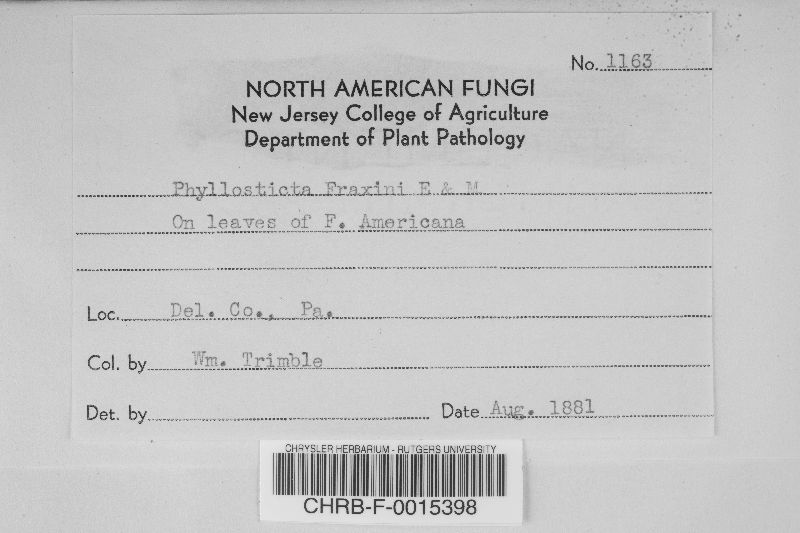 No. 1163
NORTH AMERICAN FUNGI
New Jersey College of Agriculture
Department of Plant Pathology
Phyllosticta Fraxini E & M
On leaves of F. Americana
Loc. Del. Co., Pa.
Col. by Wm. Trimble
Det. by Date Aug. 1881
CHRYSLER HERBARIUM - RUTGERS UNIVERSITY
CHRB-F-0015398